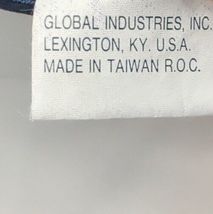 GLOBAL INDUSTRIES, INC.
LEXINGTON, KY. U.S.A.
MADE IN TAIWAN R.O.C.